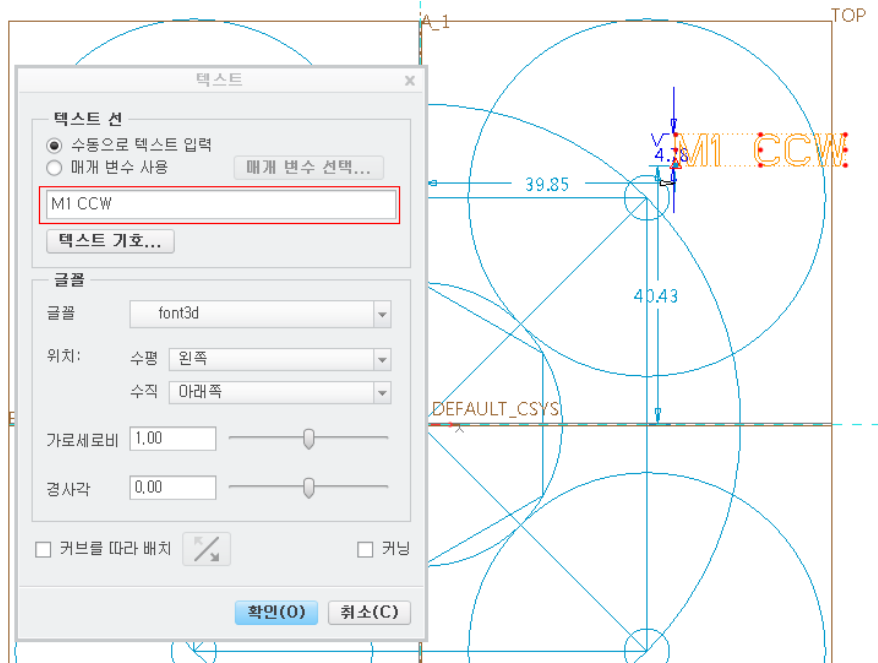 A_1
TOP
텍스트
텍스트 선
수동으로 텍스트 입력
매개 변수 사용
매개 변수 선택...
M1 CCW
텍스트 기호...
글꼴
글꼴
font3d
위치:
수평
왼쪽
수직
아래쪽
가로세로비
1,00
경사각
0,00
커브를 따라 배치
커닝
확인(O)
취소(C)
M1 CCW
39.85
40.43
DEFAULT_CSYS
X